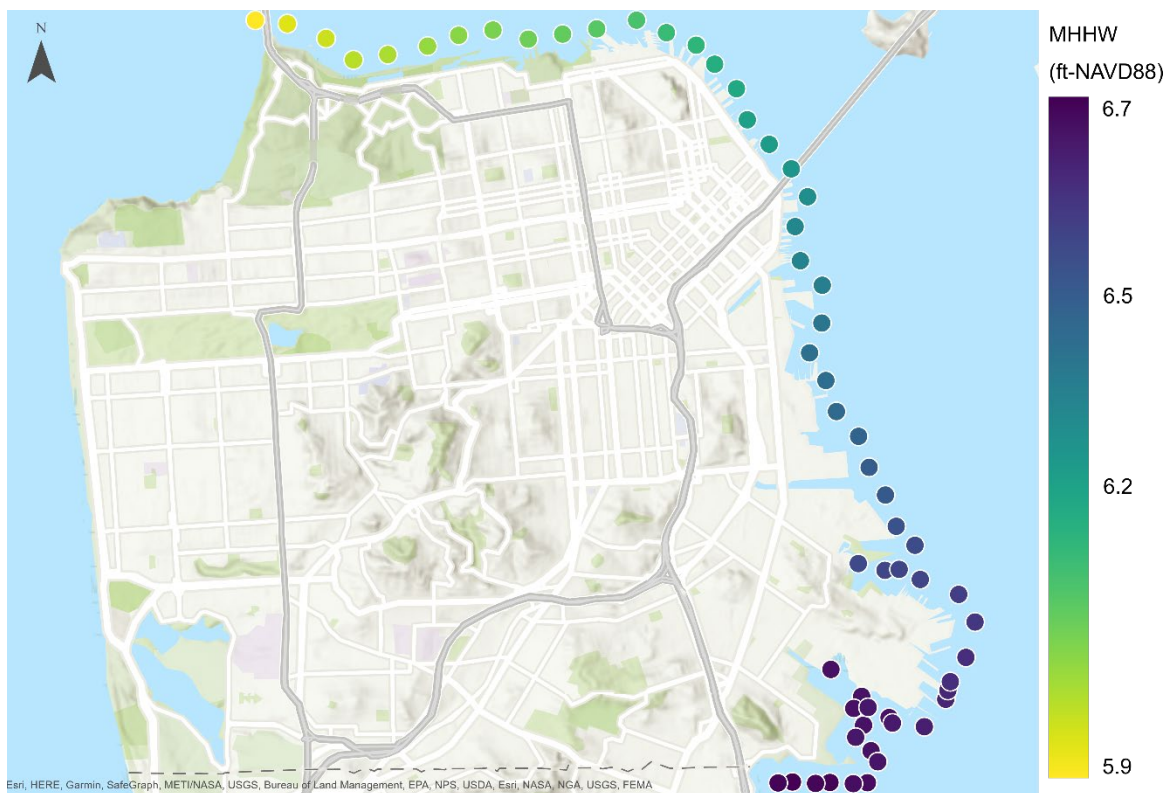 N
MHHW
(ft-NAVD88)
6.7
6.5
6.2
5.9
Esri, HERE, Garmin, SafeGraph, METI/NASA, USGS, Bureau of Land Management, EPA, NPS, USDA, Esri, NASA, NGA, USGS, FEMA